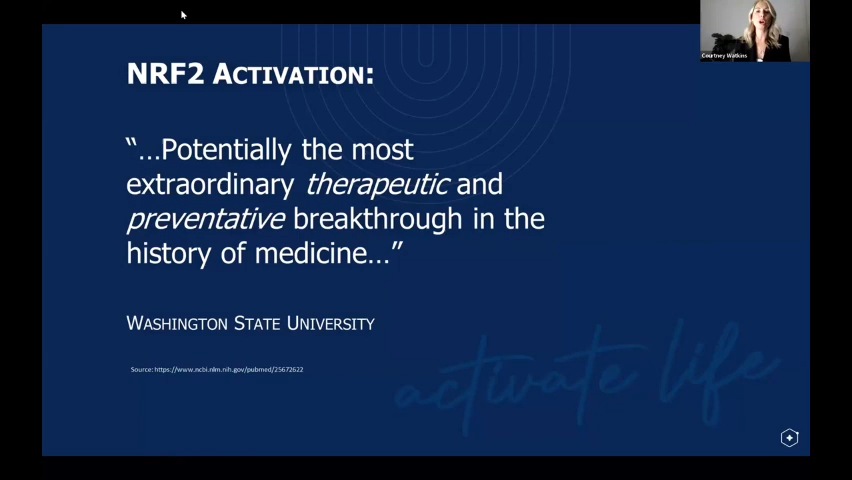 Courtney Watkins
NRF2 ACTIVATION:
“...Potentially the most
extraordinary therapeutic and
preventative breakthrough in the
history of medicine...”
WASHINGTON STATE UNIVERSITY
Source: https://www.ncbi.nlm.nih.gov/pubmed/25672622
activate life